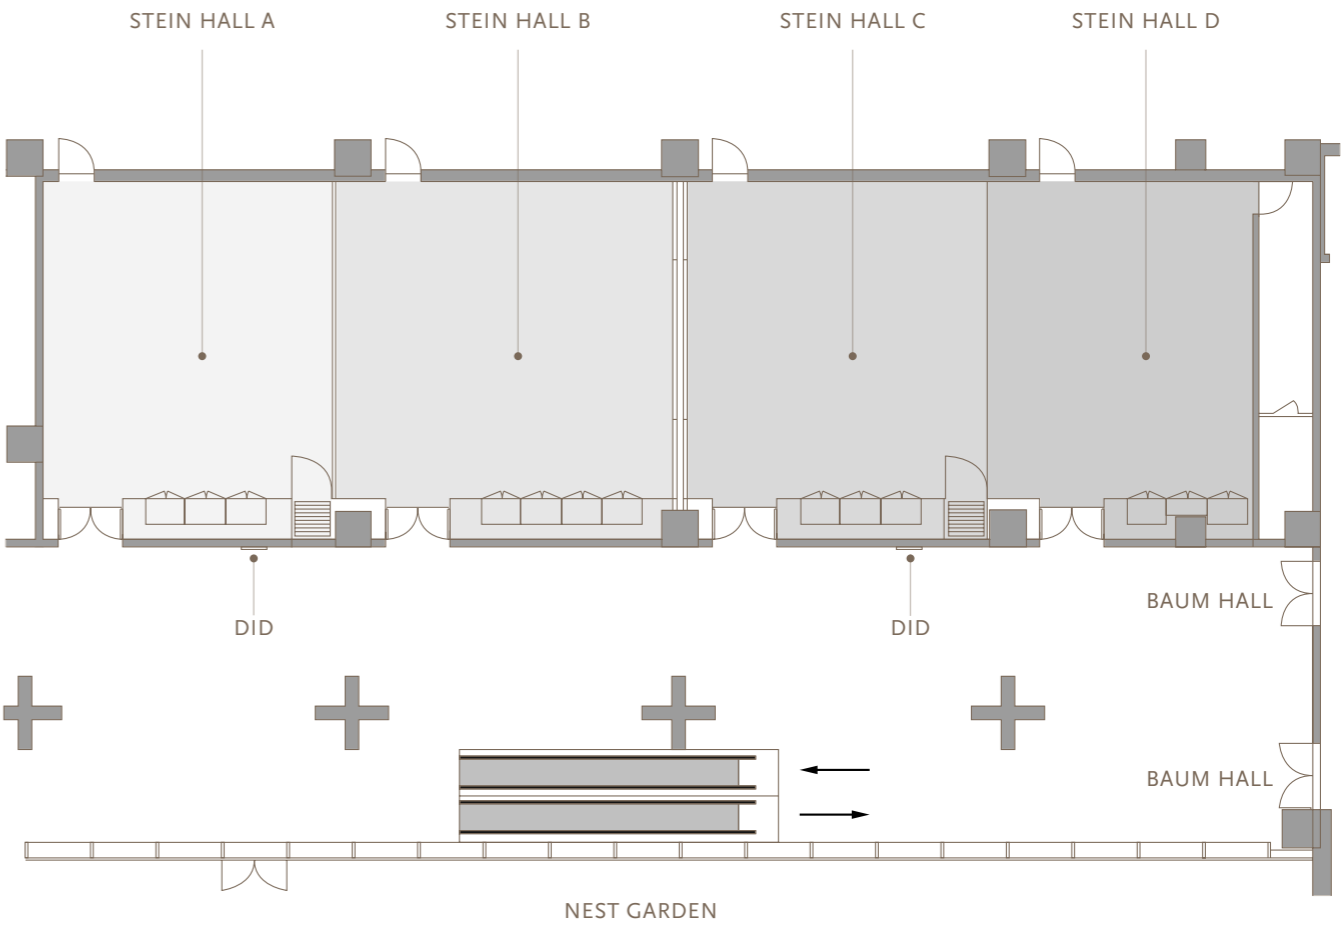 STEIN HALL A
STEIN HALL B
STEIN HALL C
STEIN HALL D
BAUM HALL
DID
DID
BAUM HALL
NEST GARDEN